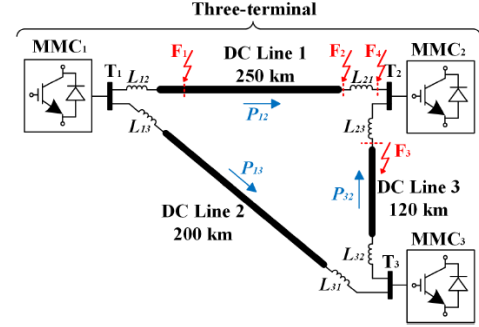 Three-terminal
MMC₁
T₁
L₁₂
F₁
DC Line 1
250 km
P₁₂
F₂
F₄
L₂₁
T₂
MMC₂
L₁₃
L₂₃
F₃
P₁₃
P₃₂
DC Line 2
200 km
DC Line 3
120 km
L₃₂
T₃
L₃₁
MMC₃